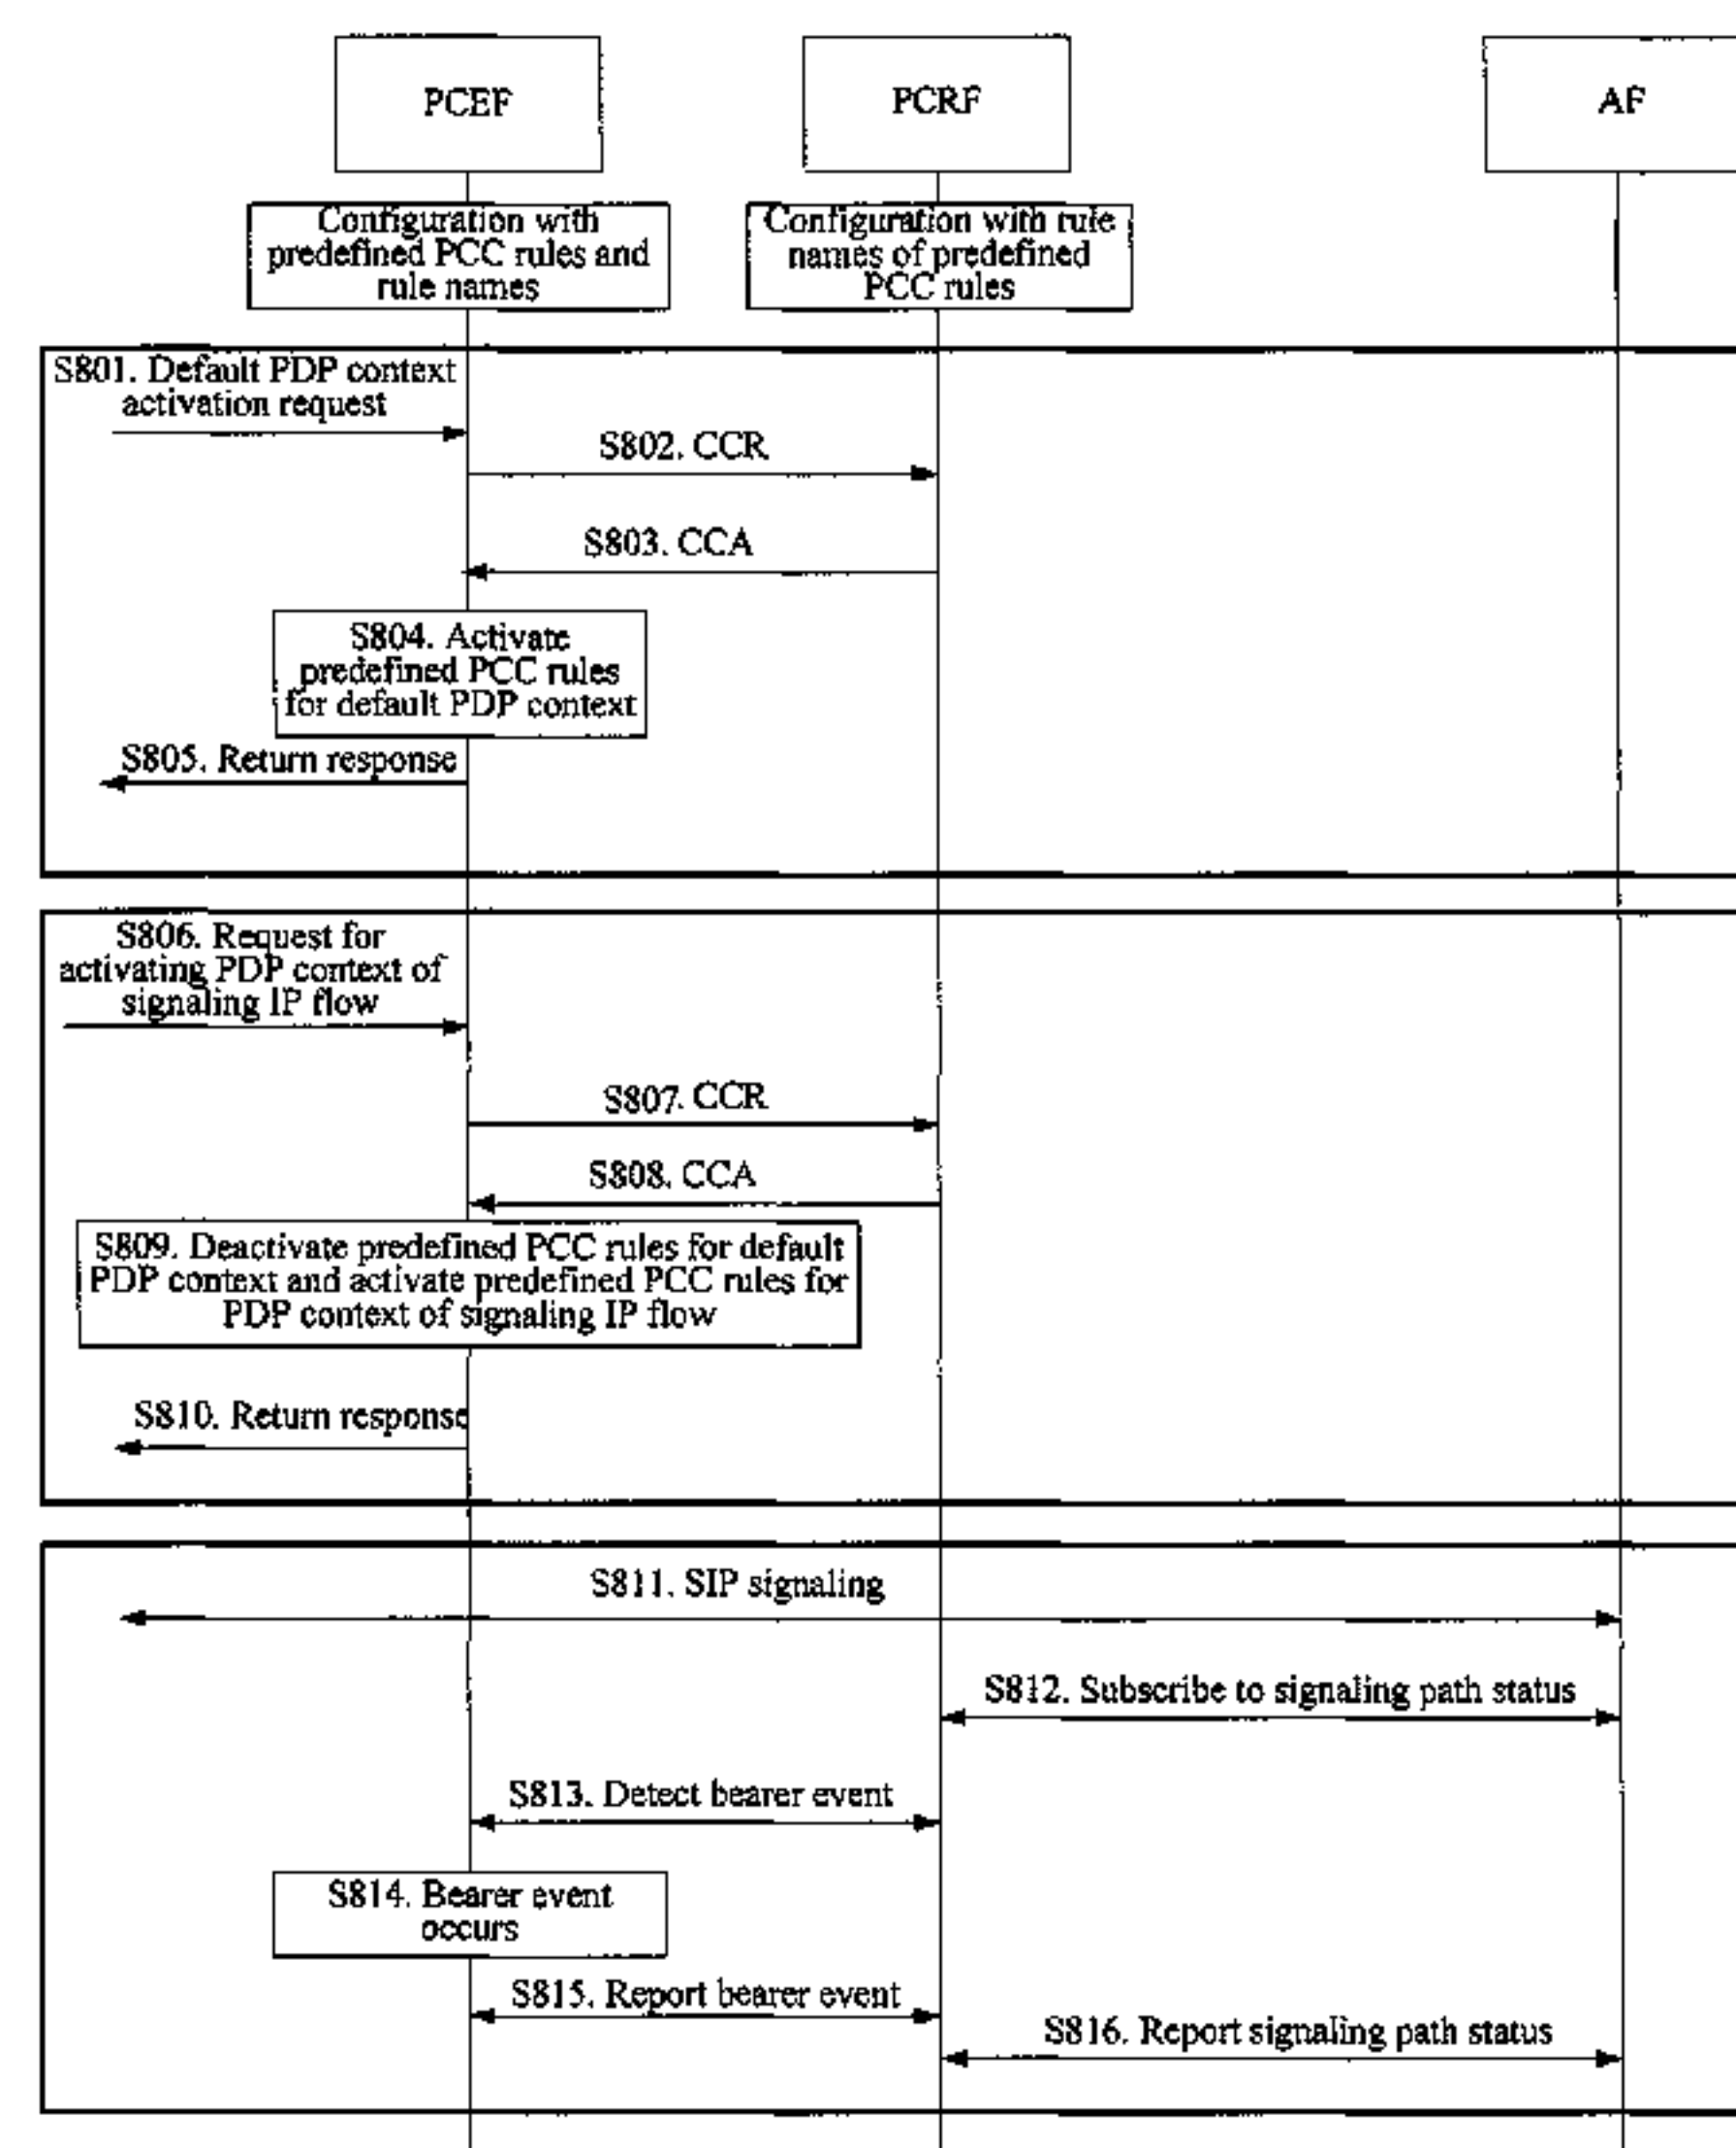 PCEF
PCRF
AF
Configuration with
predefined PCC rules and
rule names
Configuration with rule
names of predefined
PCC rules
S801. Default PDP context
activation request
S802. CCR
S803. CCA
S804. Activate
predefined PCC rules
for default PDP context
S805. Return response
S806. Request for
activating PDP context of
signaling IP flow
S807. CCR
S808. CCA
S809. Deactivate predefined PCC rules for default
PDP context and activate predefined PCC rules for
PDP context of signaling IP flow
S810. Return response
S811. SIP signaling
S812. Subscribe to signaling path status
S813. Detect bearer event
S814. Bearer event
occurs
S815. Report bearer event
S816. Report signaling path status